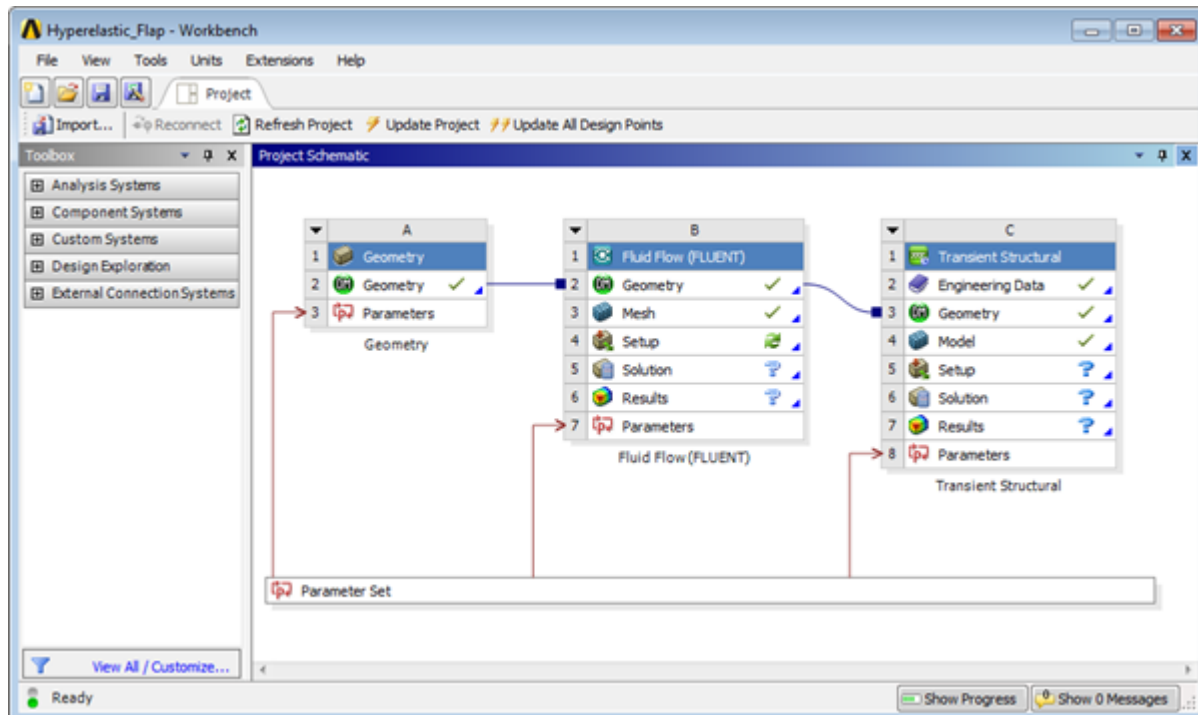 Hyperelastic_Flap - Workbench
File View Tools Units Extensions Help
Project
Import... Reconnect Refresh Project Update Project Update All Design Points
Toolbox
Project Schematic
Analysis Systems
Component Systems
Custom Systems
Design Exploration
External Connection Systems
View All / Customize...
A
1 Geometry
2 Geometry
3 Parameters
Geometry
B
1 Fluid Flow (FLUENT)
2 Geometry
3 Mesh
4 Setup
5 Solution
6 Results
7 Parameters
Fluid Flow (FLUENT)
C
1 Transient Structural
2 Engineering Data
3 Geometry
4 Model
5 Setup
6 Solution
7 Results
8 Parameters
Transient Structural
Parameter Set
Ready
Show Progress
0 Show 0 Messages